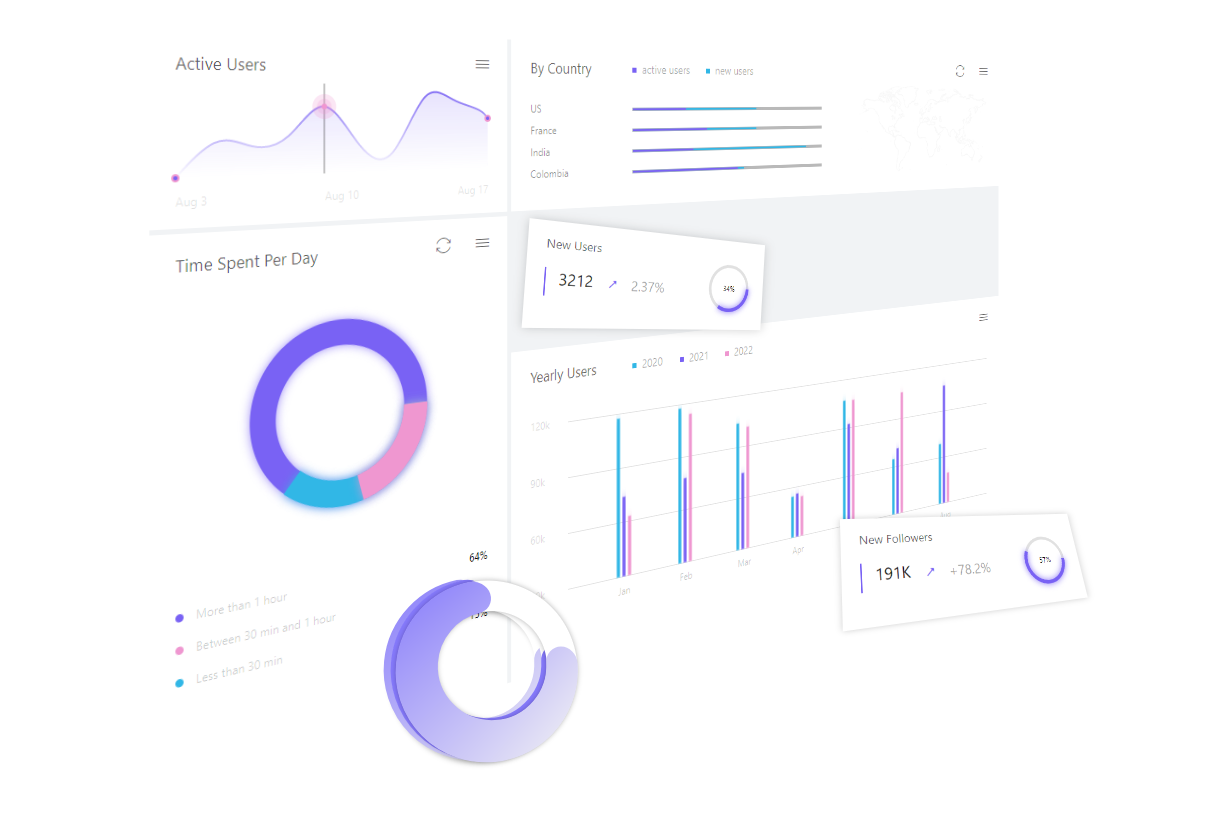 Active Users
Aug 3
Aug 10
Aug 17
By Country
active users
new users
US
France
India
Colombia
Time Spent Per Day
64%
More than 1 hour
Between 30 min and 1 hour
Less than 30 min
New Users
3212
2.37%
34%
Yearly Users
2020
2021
2022
120k
90k
60k
Jan
Feb
Mar
Apr
New Followers
191K
+78.2%
57%